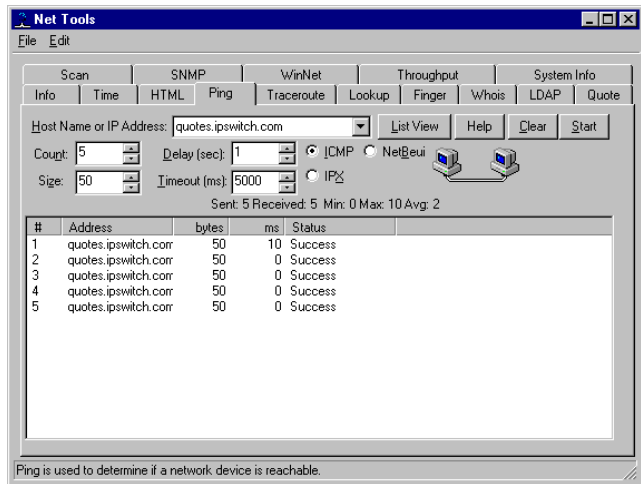 Net Tools
File Edit
Scan SNMP WinNet Throughput System Info
Info Time HTML Ping Traceroute Lookup Finger Whois LDAP Quote
Host Name or IP Address: quotes.ipswitch.com List View Help Clear Start
Count: 5 Delay (sec): 1 ICMP NetBeui
Size: 50 Timeout (ms): 5000 IPX
Sent: 5 Received: 5 Min: 0 Max: 10 Avg: 2
# Address bytes ms Status
1 quotes.ipswitch.com 50 10 Success
2 quotes.ipswitch.com 50 0 Success
3 quotes.ipswitch.com 50 0 Success
4 quotes.ipswitch.com 50 0 Success
5 quotes.ipswitch.com 50 0 Success
Ping is used to determine if a network device is reachable.